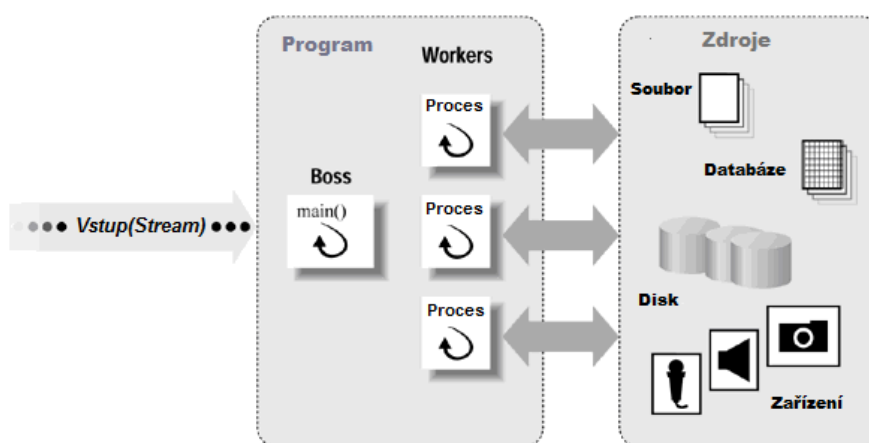 Program
Workers
Proces
Boss
main()
Proces
Proces
Vstup(Stream)
Zdroje
Soubor
Databáze
Disk
Zařízení